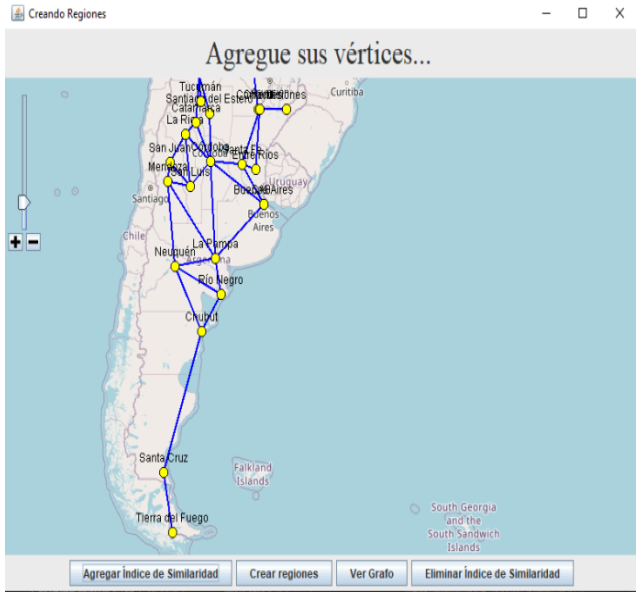 Creando Regiones
Agregue sus vértices...
Tucumán
Curitiba
Santiago del Estero
Catamarca
La Rioja
San Juan
Córdoba
Santa Fe
Entre Ríos
Mendoza
San Luis
Uruguay
Santiago
Buenos Aires
Buenos
Aires
Chile
La Pampa
Neuquén
Argentina
Río Negro
Chubut
Santa Cruz
Falkland
Islands
Tierra del Fuego
South Georgia
and the
South Sandwich
Islands
Agregar Índice de Similaridad
Crear regiones
Ver Grafo
Eliminar Índice de Similaridad